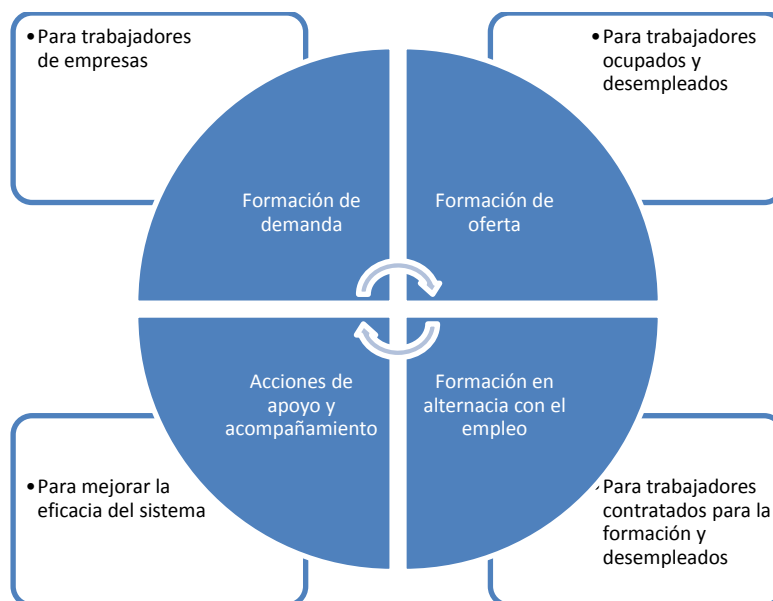 •Para trabajadores
de empresas
•Para trabajadores
ocupados y
desempleados
Formación de
demanda
Formación de
oferta
Acciones de
apoyo y
acompañamiento
Formación en
alternacia con el
empleo
•Para mejorar la
eficacia del sistema
•Para trabajadores
contratados para la
formación y
desempleados